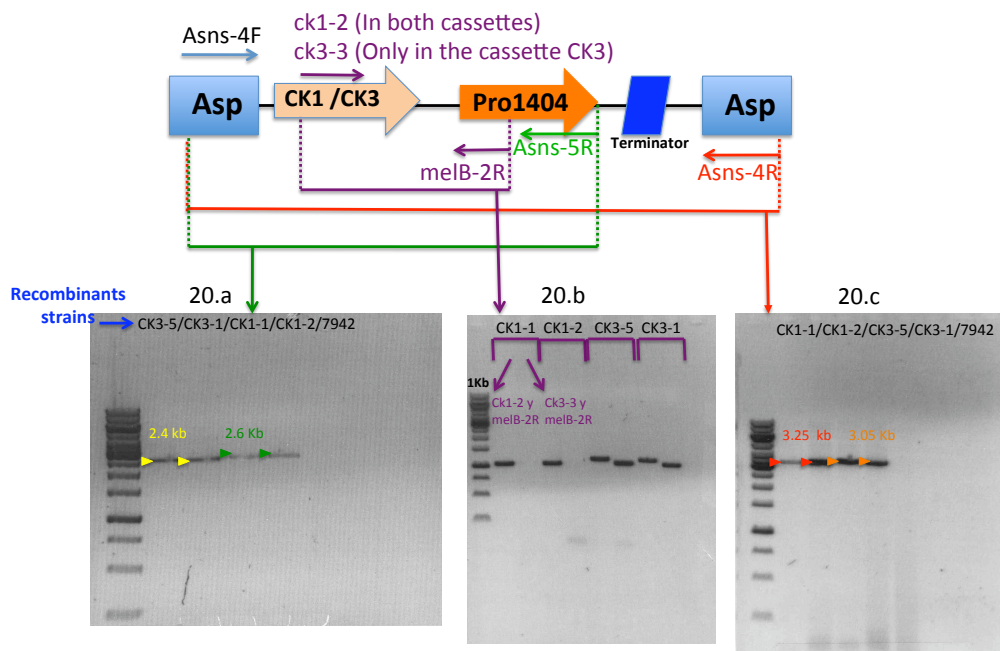 ck1-2 (In both cassettes)
Asns-4F
ck3-3 (Only in the cassette CK3)
Asp
CK1 /CK3
Pro1404
Asp
Terminator
Asns-5R
melB-2R
Asns-4R
Recombinants
strains
20.a
20.b
20.c
CK3-5/CK3-1/CK1-1/CK1-2/7942
CK1-1 CK1-2 CK3-5 CK3-1
CK1-1/CK1-2/CK3-5/CK3-1/7942
1Kb
Ck1-2 y
melB-2R
Ck3-3 y
melB-2R
2.4 kb
2.6 Kb
3.25 kb
3.05 Kb